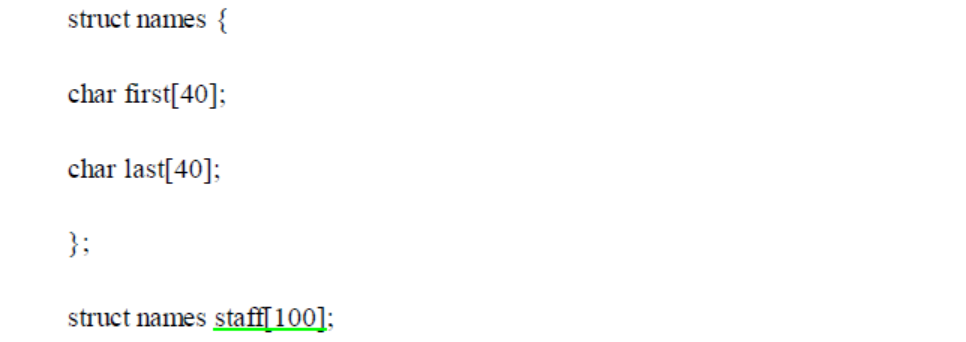 struct names {
char first[40];
char last[40];
};
struct names staff[100];